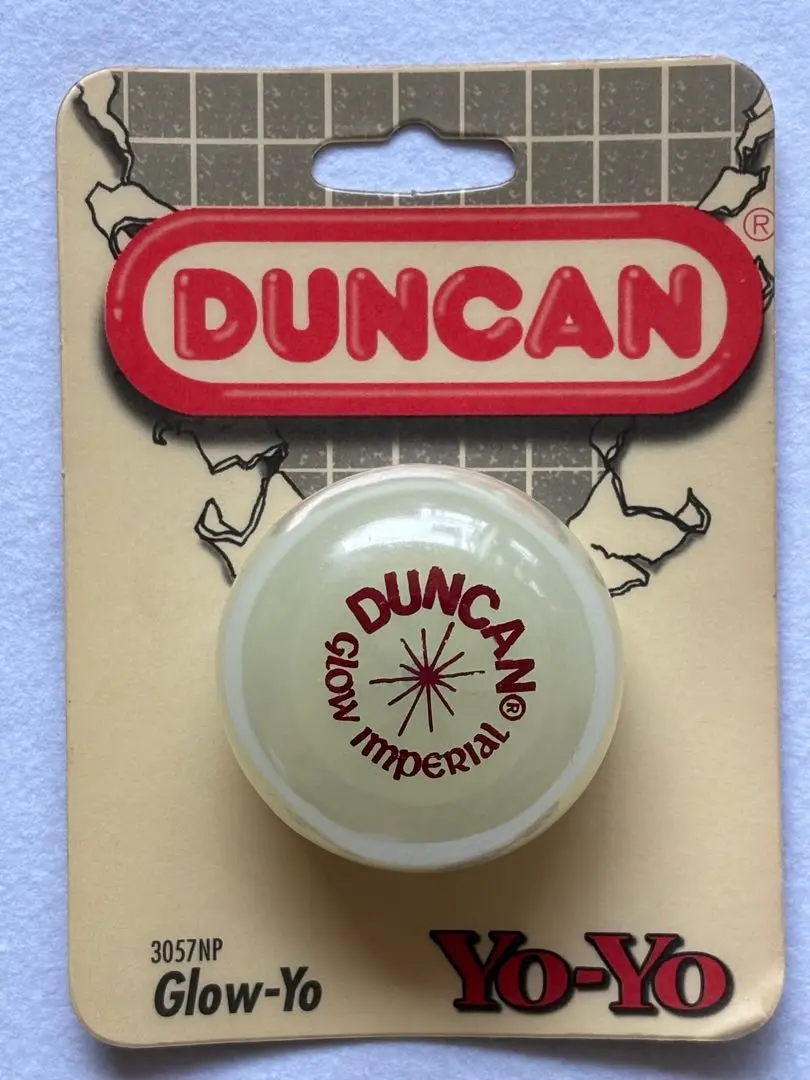 DUNCAN®
DUNCAN®
Glow Imperial
3057NP
Glow-Yo
Yo-Yo